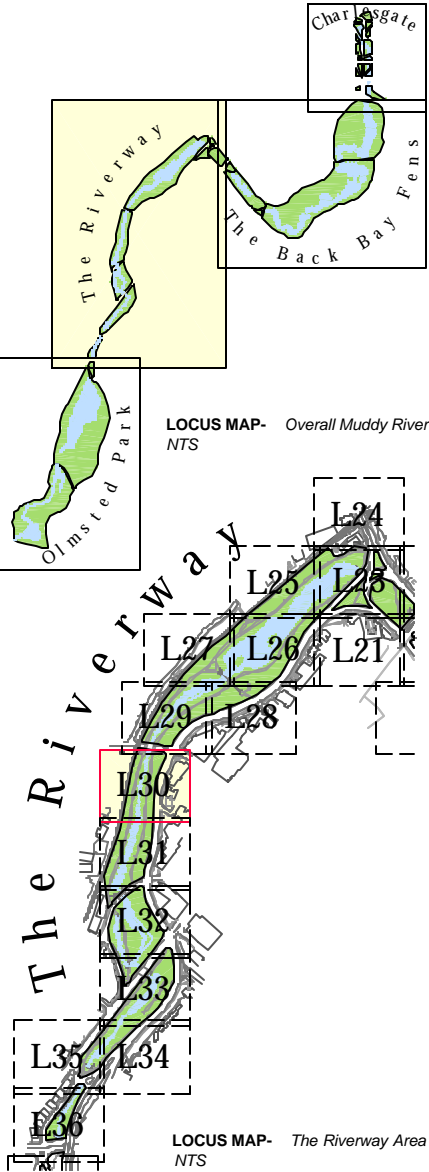 Charlesgate
The Riverway
The Back Bay Fens
Olmsted Park
LOCUS MAP- Overall Muddy River
NTS
The Riverway
L24
L25 L23
L27 L26 L21
L29 L28
L30
L31
L32
L33
L35 L34
L36
LOCUS MAP- The Riverway Area
NTS